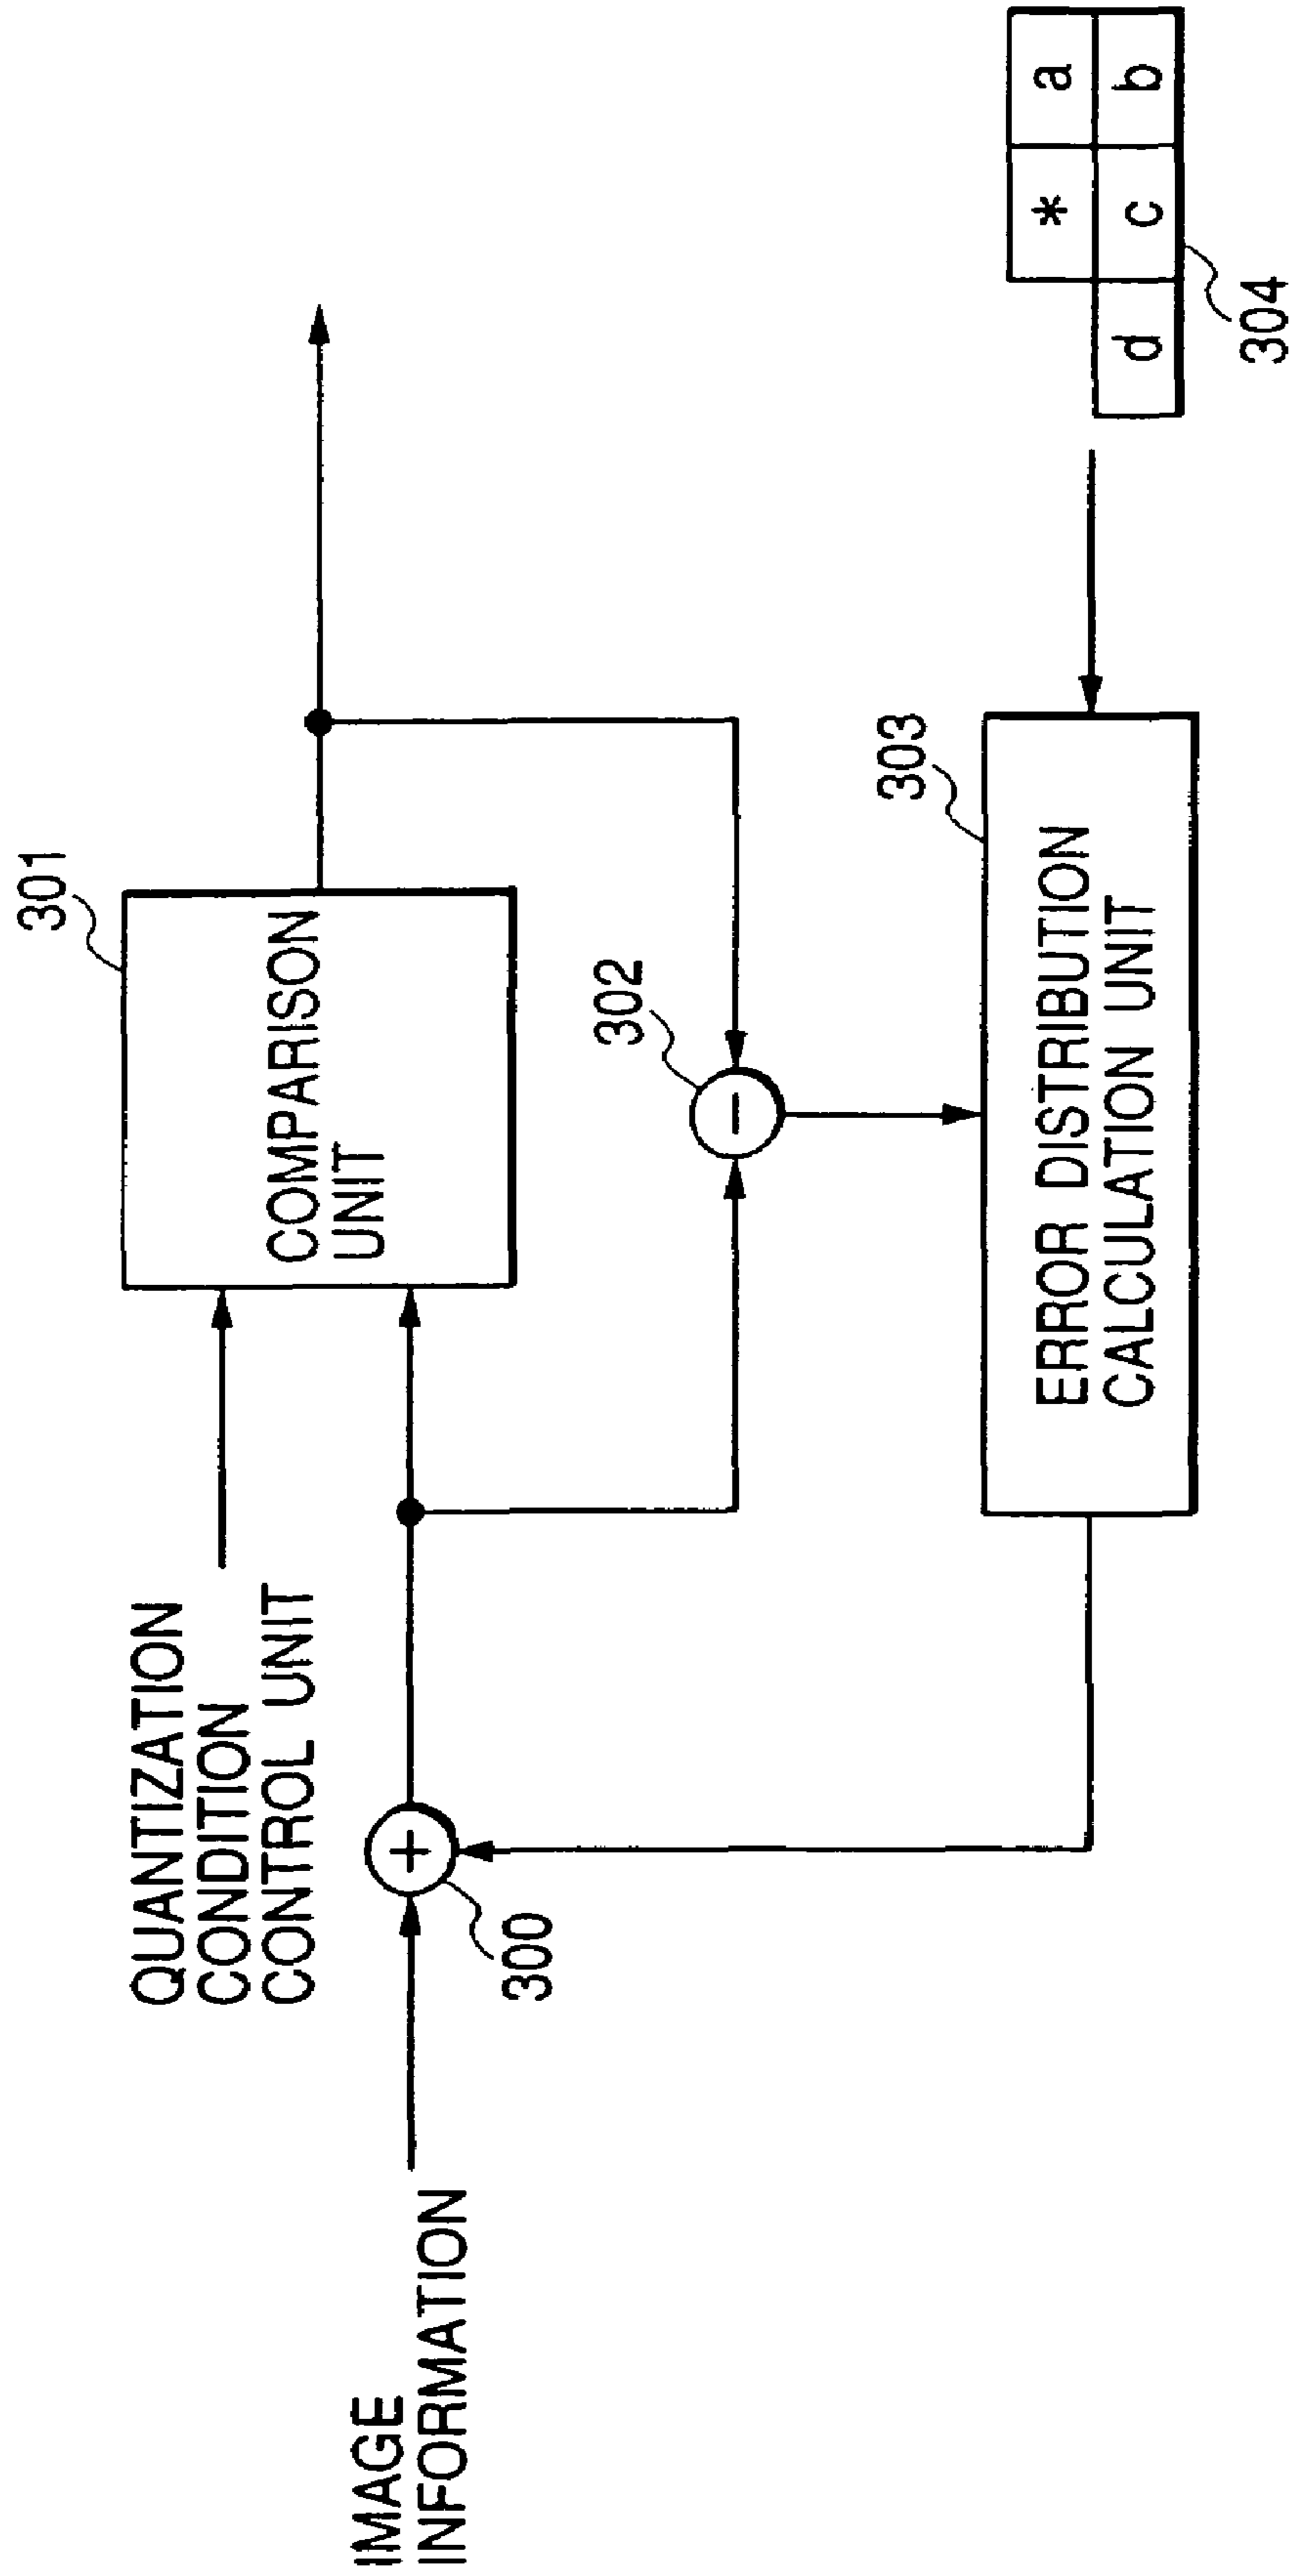 QUANTIZATION
CONDITION
CONTROL UNIT
301
COMPARISON
UNIT
IMAGE
INFORMATION
300
302
303
ERROR DISTRIBUTION
CALCULATION UNIT
* a
d c b
304